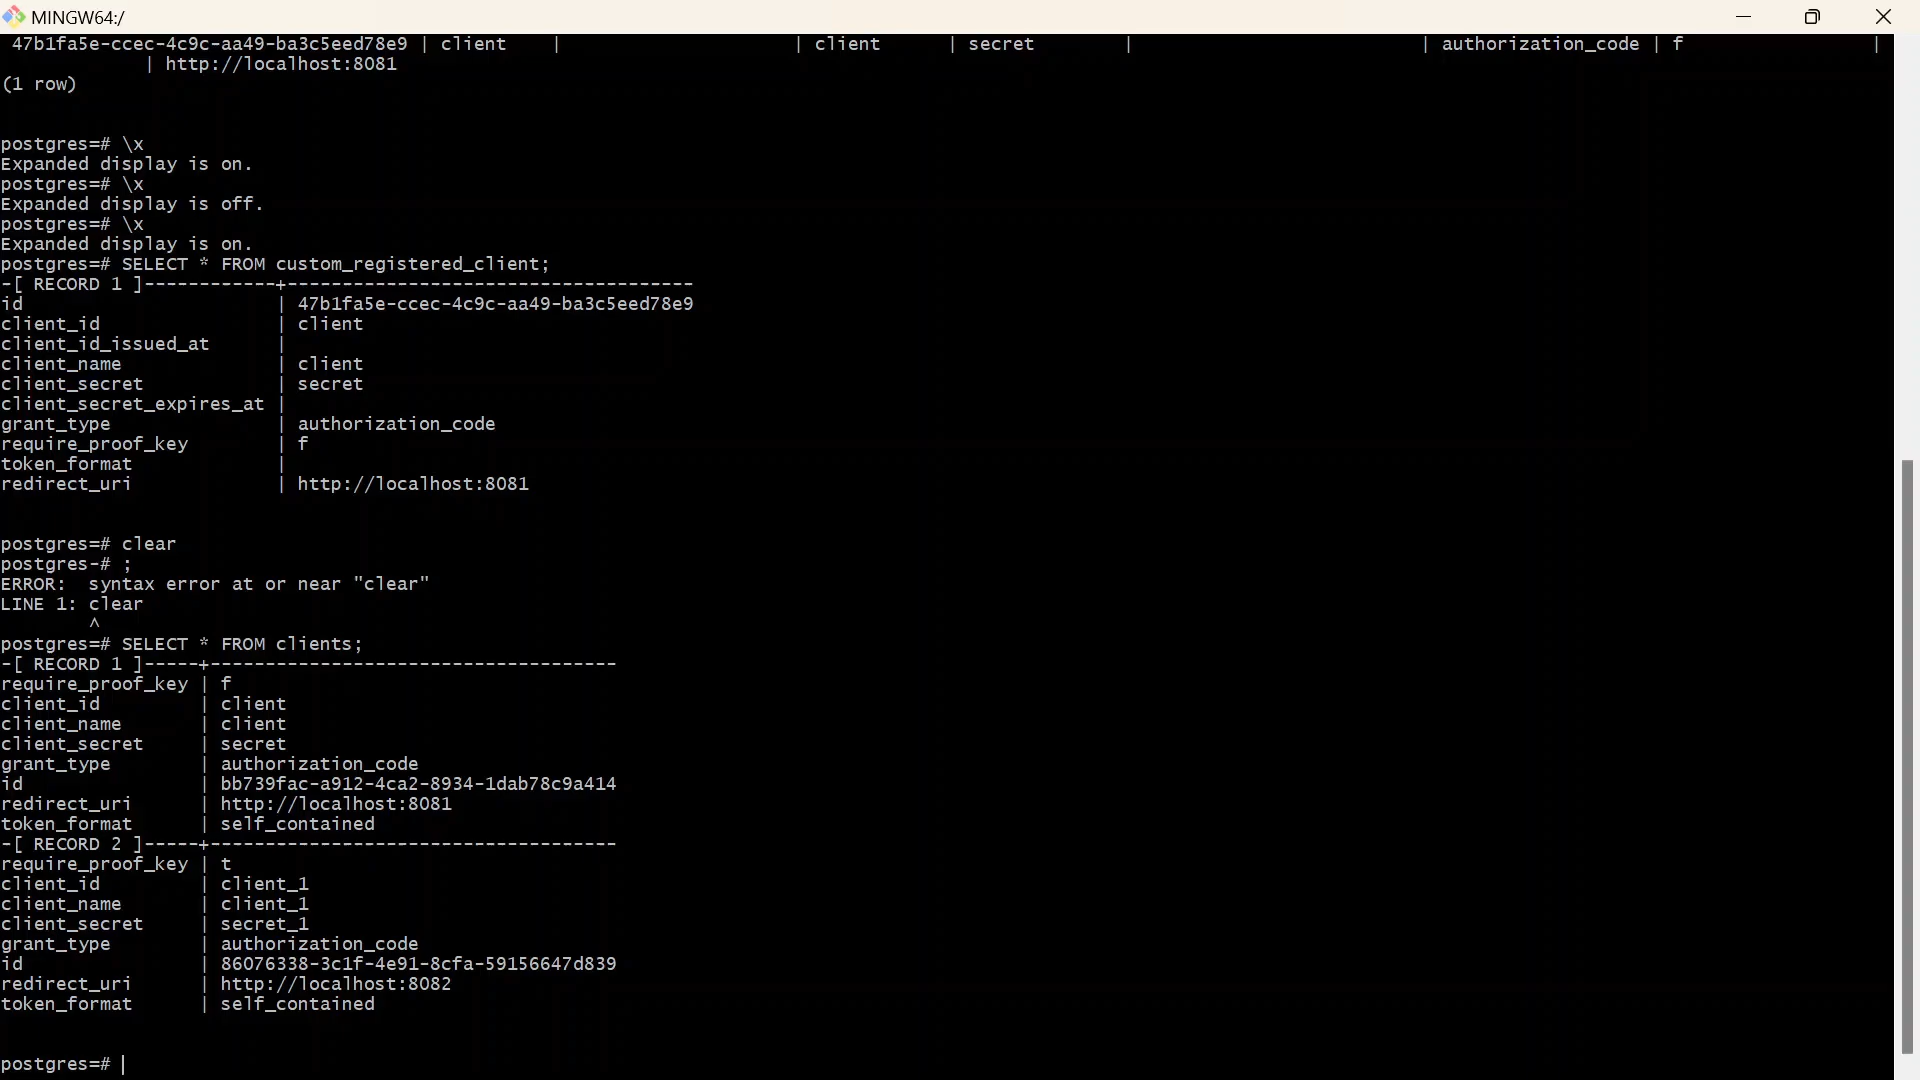 MINGW64:/
47b1fa5e-ccec-4c9c-aa49-ba3c5eed78e9 | client    |                     | client      | secret        |                          | authorization_code | f                 |
             | http://localhost:8081
(1 row)
postgres=# \x
Expanded display is on.
postgres=# \x
Expanded display is off.
postgres=# \x
Expanded display is on.
postgres=# SELECT * FROM custom_registered_client;
-[ RECORD 1 ]------------+-------------------------------------
id                       | 47b1fa5e-ccec-4c9c-aa49-ba3c5eed78e9
client_id                | client
client_id_issued_at      |
client_name              | client
client_secret            | secret
client_secret_expires_at |
grant_type               | authorization_code
require_proof_key        | f
token_format             |
redirect_uri             | http://localhost:8081
postgres=# clear
postgres-# ;
ERROR:  syntax error at or near "clear"
LINE 1: clear
        ^
postgres=# SELECT * FROM clients;
-[ RECORD 1 ]-----+-------------------------------------
require_proof_key | f
client_id         | client
client_name       | client
client_secret     | secret
grant_type        | authorization_code
id                | bb739fac-a912-4ca2-8934-1dab78c9a414
redirect_uri      | http://localhost:8081
token_format      | self_contained
-[ RECORD 2 ]-----+-------------------------------------
require_proof_key | t
client_id         | client_1
client_name       | client_1
client_secret     | secret_1
grant_type        | authorization_code
id                | 86076338-3c1f-4e91-8cfa-59156647d839
redirect_uri      | http://localhost:8082
token_format      | self_contained
postgres=#